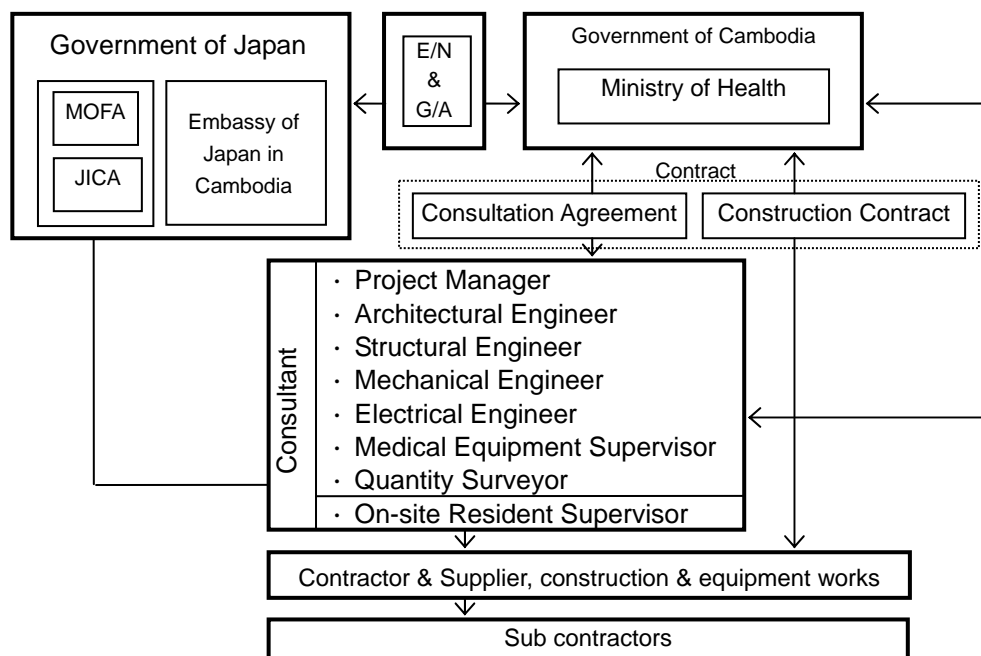 Government of Japan
MOFA
JICA
Embassy of
Japan in
Cambodia
E/N
&
G/A
Government of Cambodia
Ministry of Health
Contract
Consultation Agreement
Construction Contract
Consultant
・ Project Manager
・ Architectural Engineer
・ Structural Engineer
・ Mechanical Engineer
・ Electrical Engineer
・ Medical Equipment Supervisor
・ Quantity Surveyor
・ On-site Resident Supervisor
Contractor & Supplier, construction & equipment works
Sub contractors